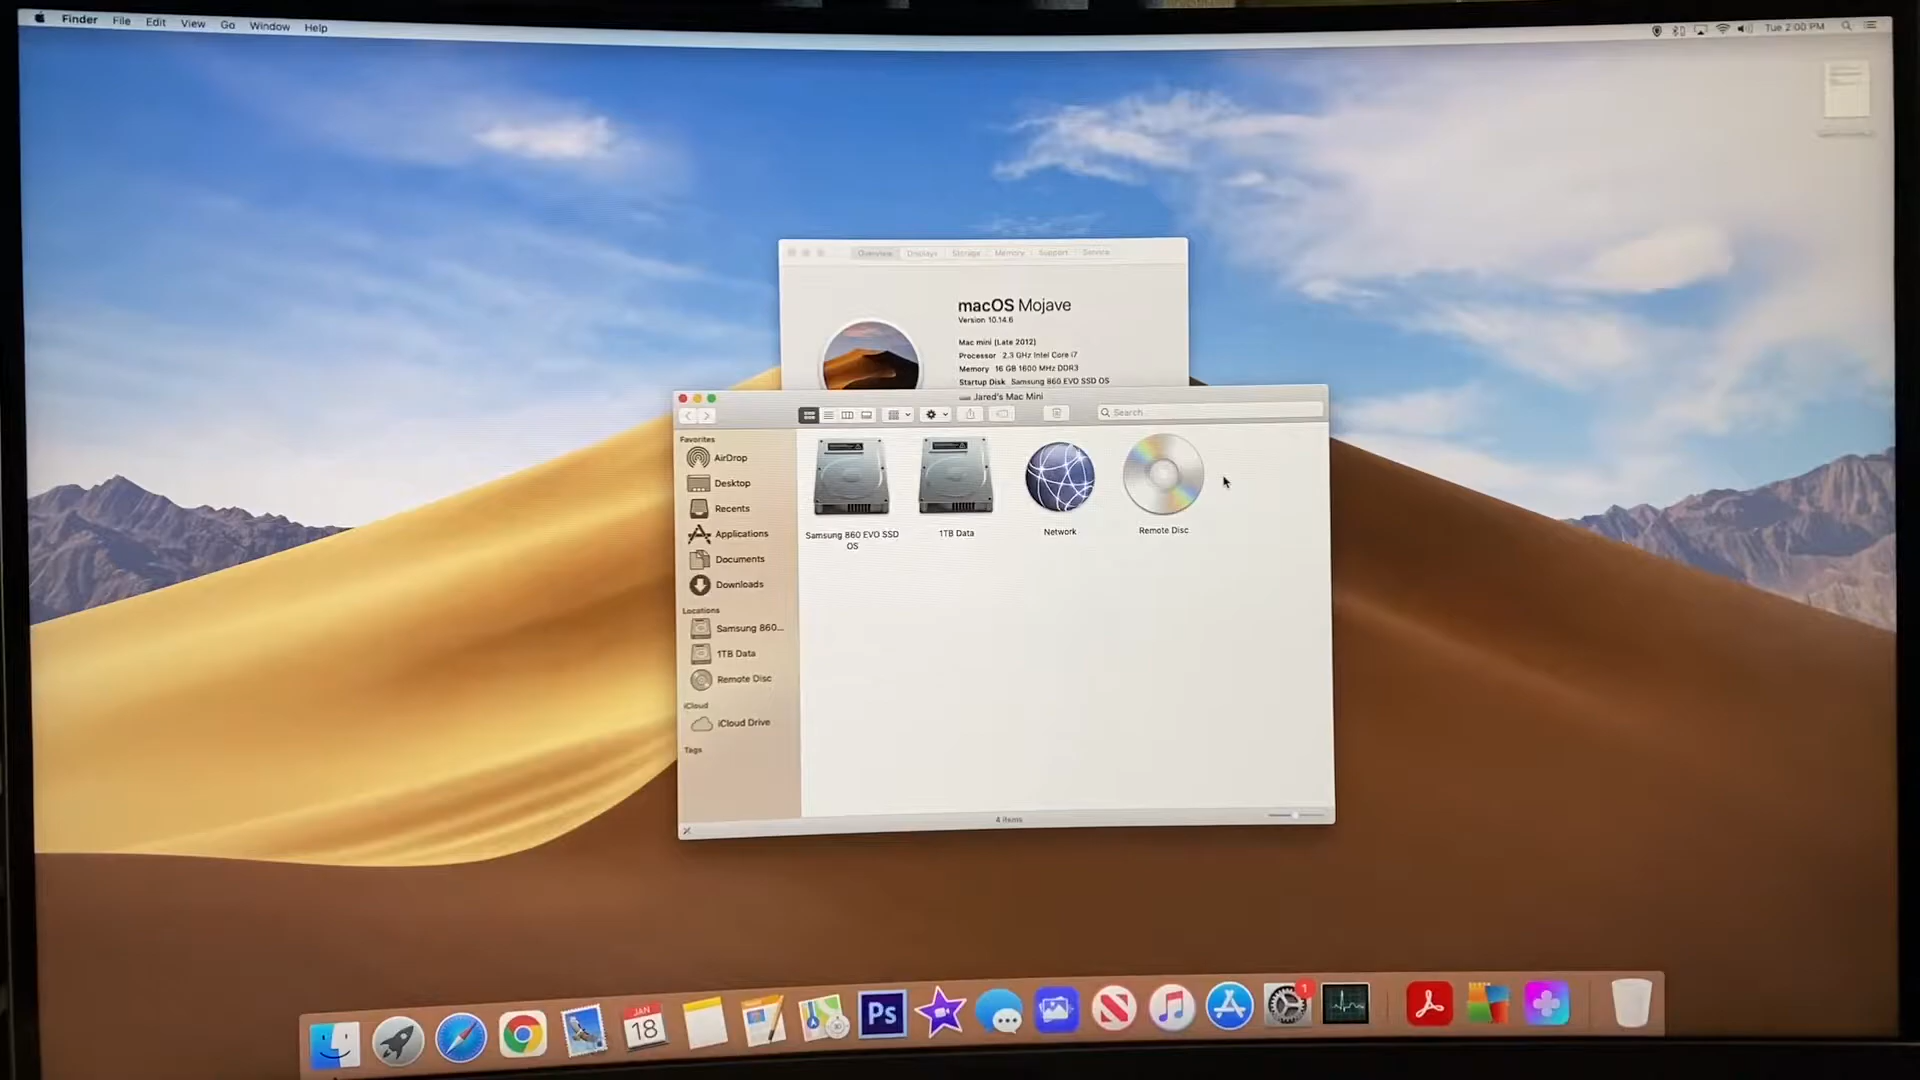 Finder File Edit View Go Window Help
Tue 2:00 PM
Overview Displays Storage Memory Support Service
macOS Mojave
Version 10.14.6
Mac mini (Late 2012)
Processor 2.3 GHz Intel Core i7
Memory 16 GB 1600 MHz DDR3
Startup Disk Samsung 860 EVO SSD OS
Jared's Mac Mini
Search
Favorites
AirDrop
Desktop
Recents
Applications
Documents
Downloads
Locations
Samsung 860...
1TB Data
Remote Disc
iCloud
iCloud Drive
Tags
Samsung 860 EVO SSD
OS
1TB Data
Network
Remote Disc
4 items
JAN
18
Ps
1